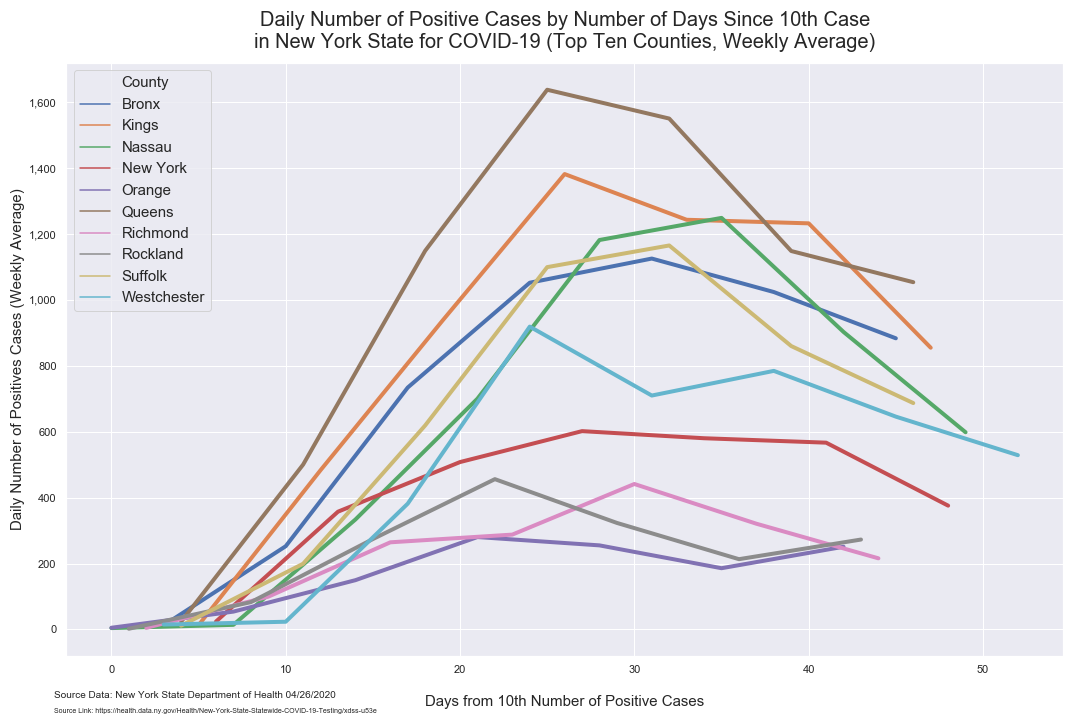 Daily Number of Positive Cases by Number of Days Since 10th Case
in New York State for COVID-19 (Top Ten Counties, Weekly Average)
County
Bronx
Kings
Nassau
New York
Orange
Queens
Richmond
Rockland
Suffolk
Westchester
Daily Number of Positives Cases (Weekly Average)
1,600
1,400
1,200
1,000
800
600
400
200
0
0 10 20 30 40 50
Days from 10th Number of Positive Cases
Source Data: New York State Department of Health 04/26/2020
Source Link: https://health.data.ny.gov/Health/New-York-State-Statewide-COVID-19-Testing/xdss-u53e